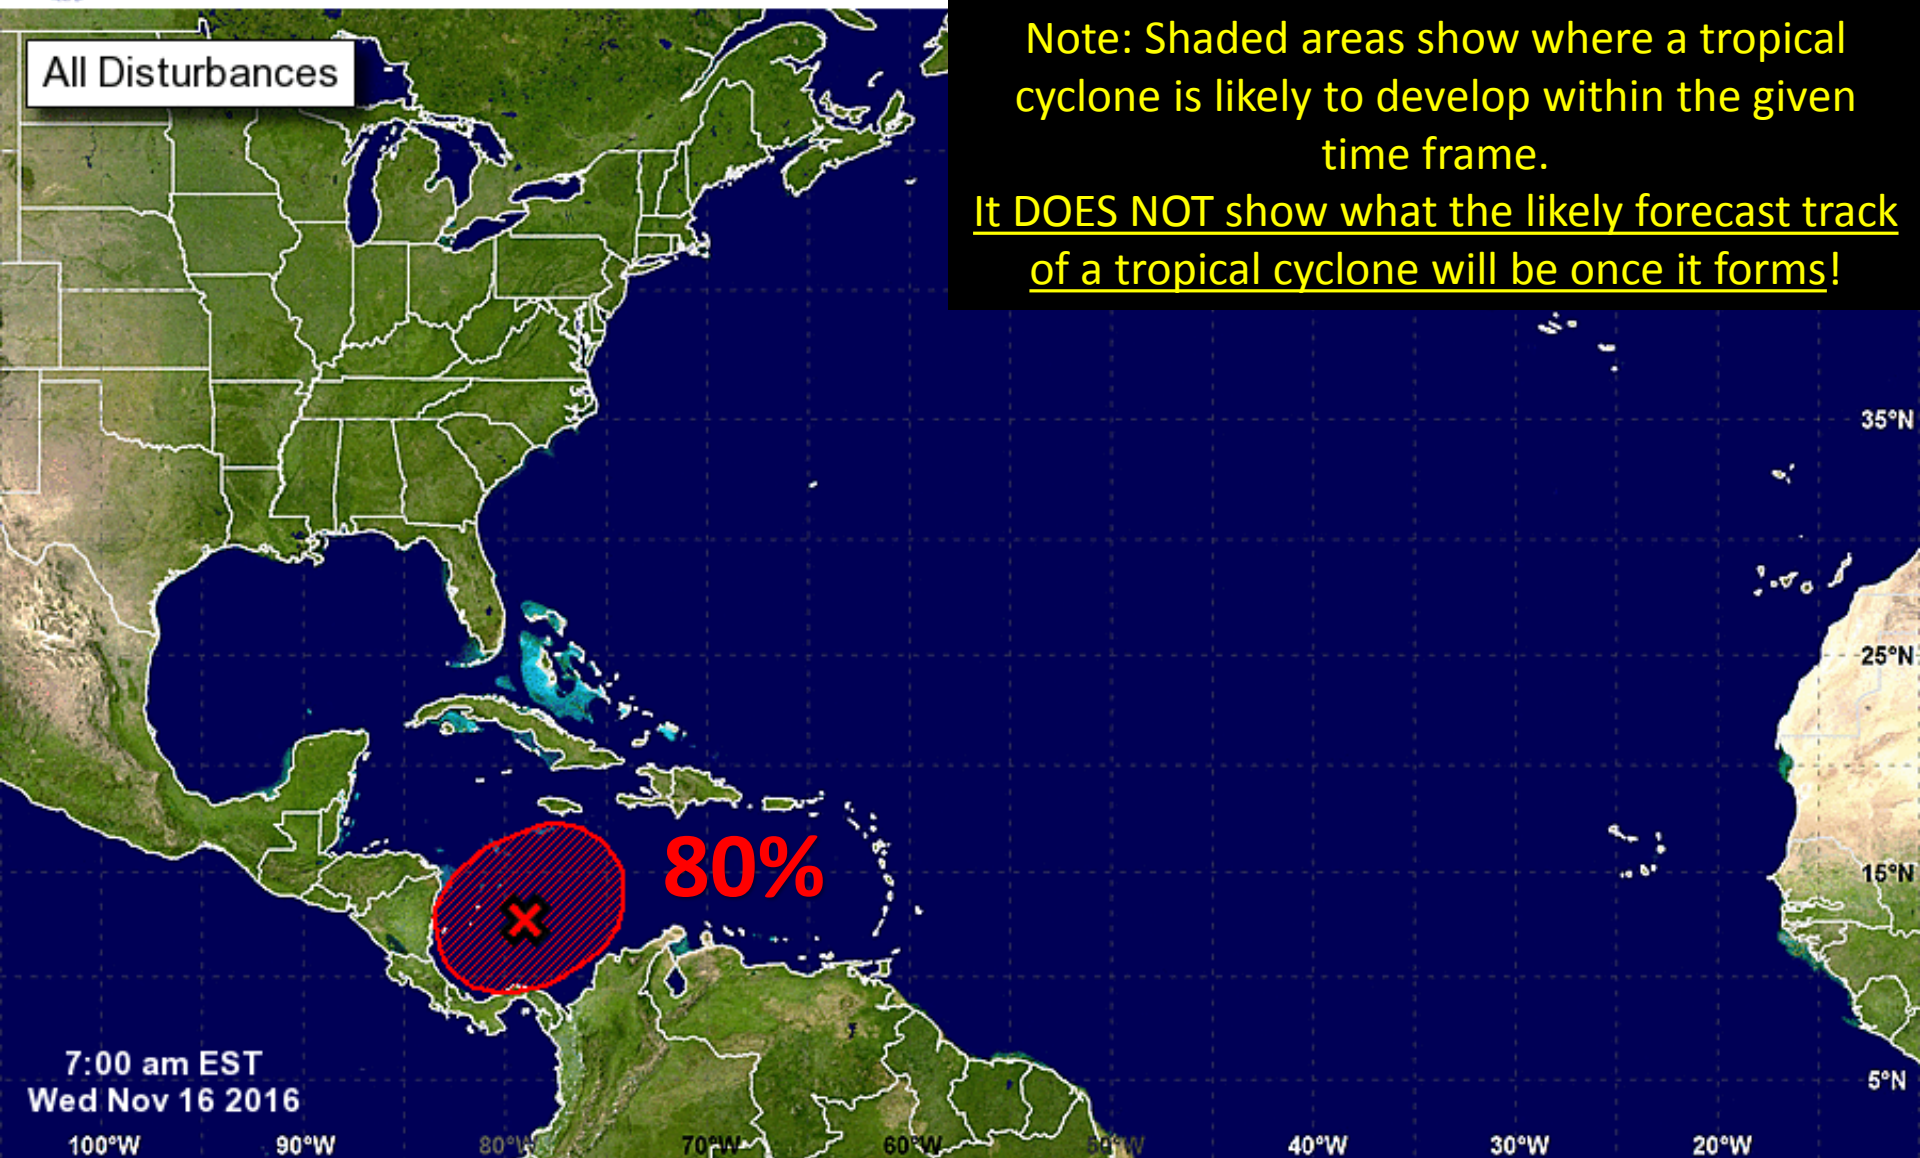 All Disturbances
Note: Shaded areas show where a tropical
cyclone is likely to develop within the given
time frame.
It DOES NOT show what the likely forecast track
of a tropical cyclone will be once it forms!
35°N
25°N
80%
15°N
7:00 am EST
Wed Nov 16 2016
5°N
100°W 90°W 80°W 70°W 60°W 50°W 40°W 30°W 20°W